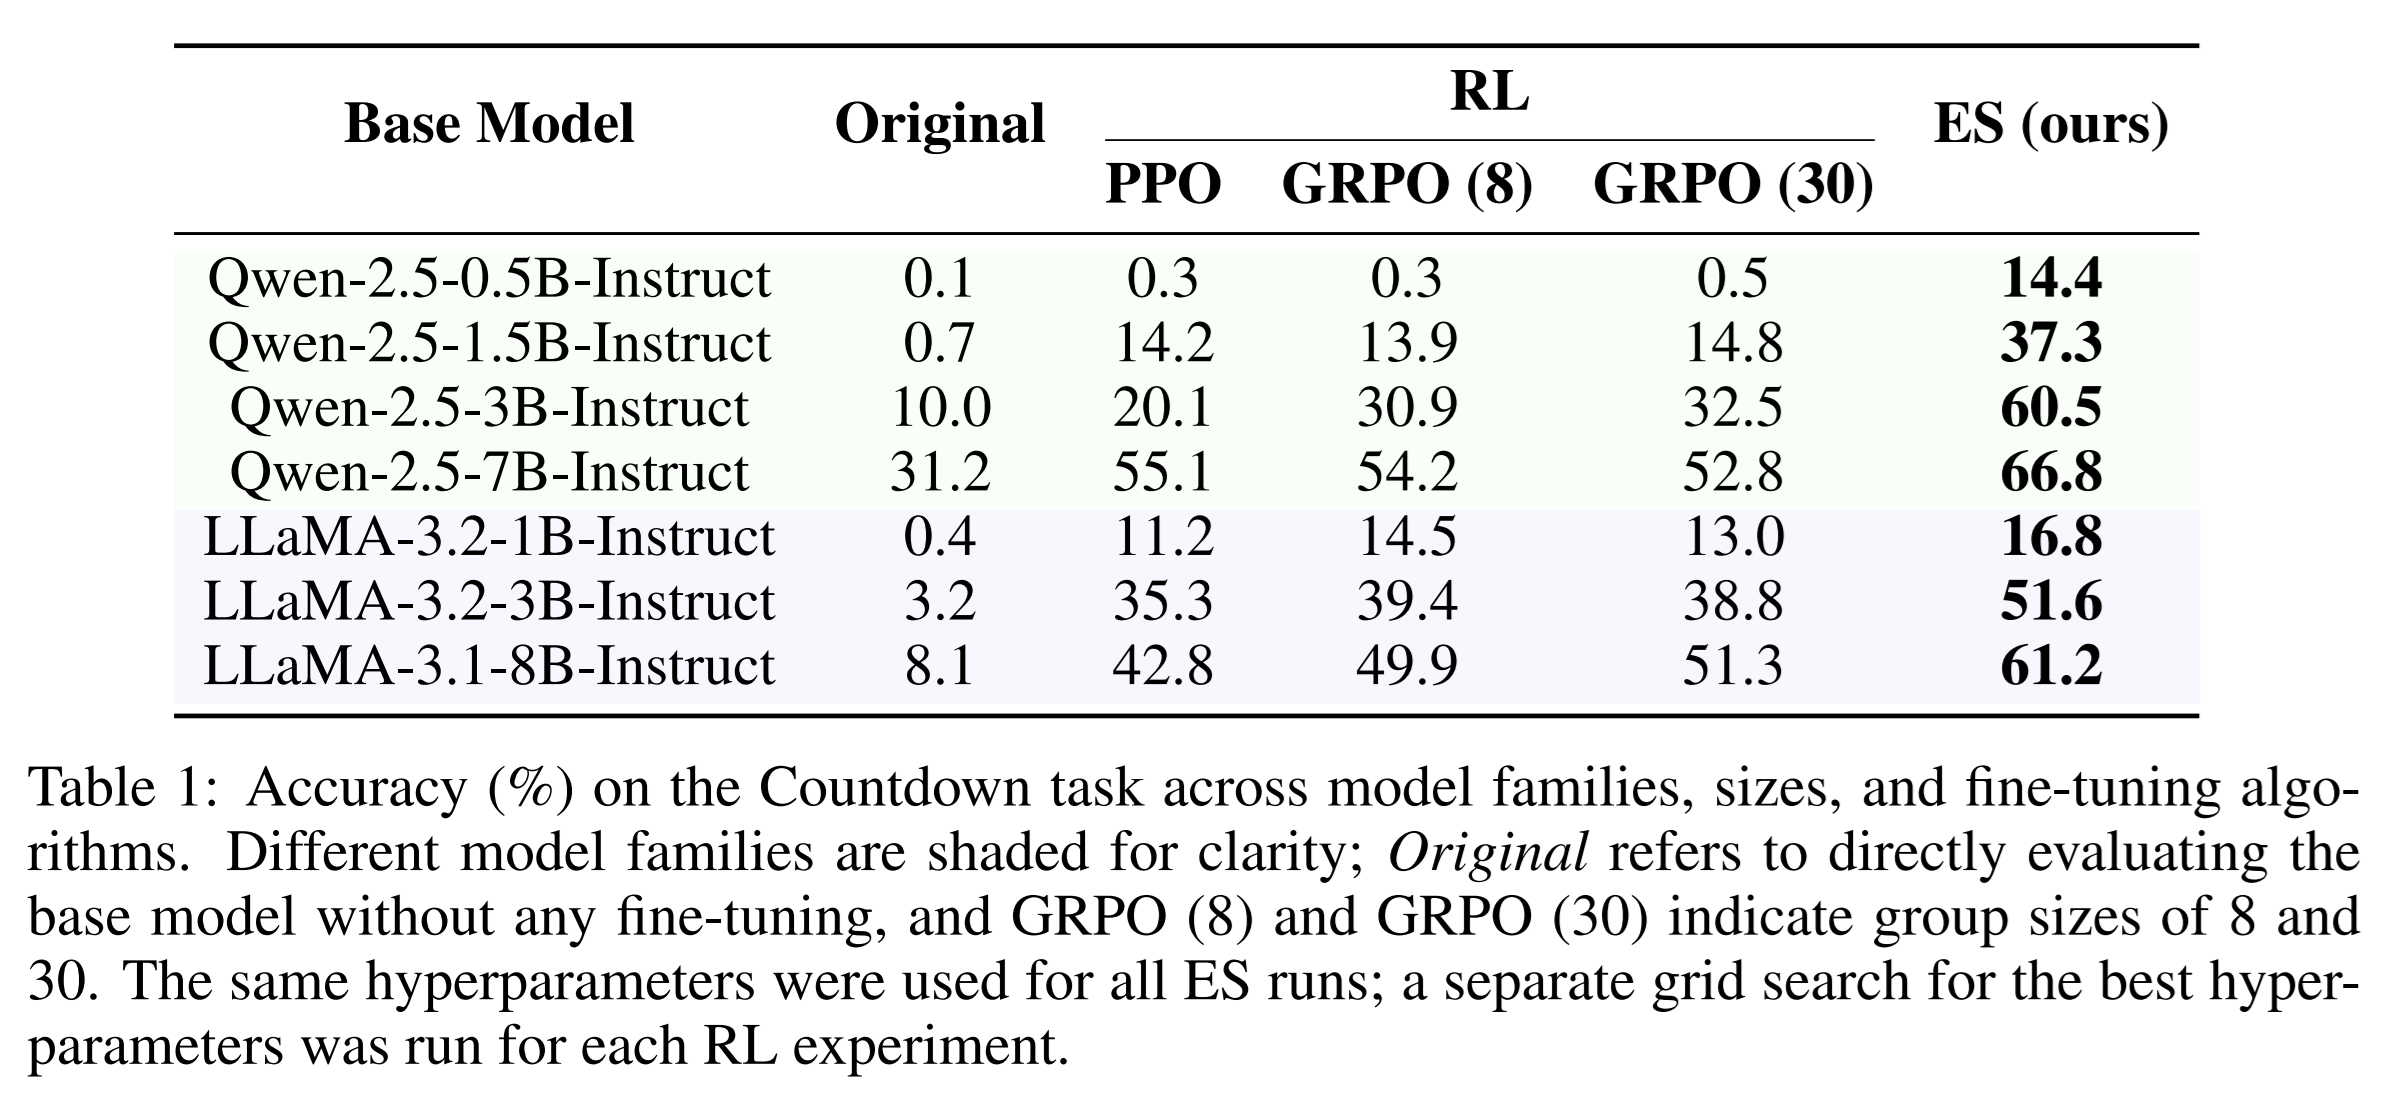 RL
Base Model Original ES (ours)
PPO GRPO (8) GRPO (30)
Qwen-2.5-0.5B-Instruct 0.1 0.3 0.3 0.5 14.4
Qwen-2.5-1.5B-Instruct 0.7 14.2 13.9 14.8 37.3
Qwen-2.5-3B-Instruct 10.0 20.1 30.9 32.5 60.5
Qwen-2.5-7B-Instruct 31.2 55.1 54.2 52.8 66.8
LLaMA-3.2-1B-Instruct 0.4 11.2 14.5 13.0 16.8
LLaMA-3.2-3B-Instruct 3.2 35.3 39.4 38.8 51.6
LLaMA-3.1-8B-Instruct 8.1 42.8 49.9 51.3 61.2
Table 1: Accuracy (%) on the Countdown task across model families, sizes, and fine-tuning algo-
rithms. Different model families are shaded for clarity; Original refers to directly evaluating the
base model without any fine-tuning, and GRPO (8) and GRPO (30) indicate group sizes of 8 and
30. The same hyperparameters were used for all ES runs; a separate grid search for the best hyper-
parameters was run for each RL experiment.